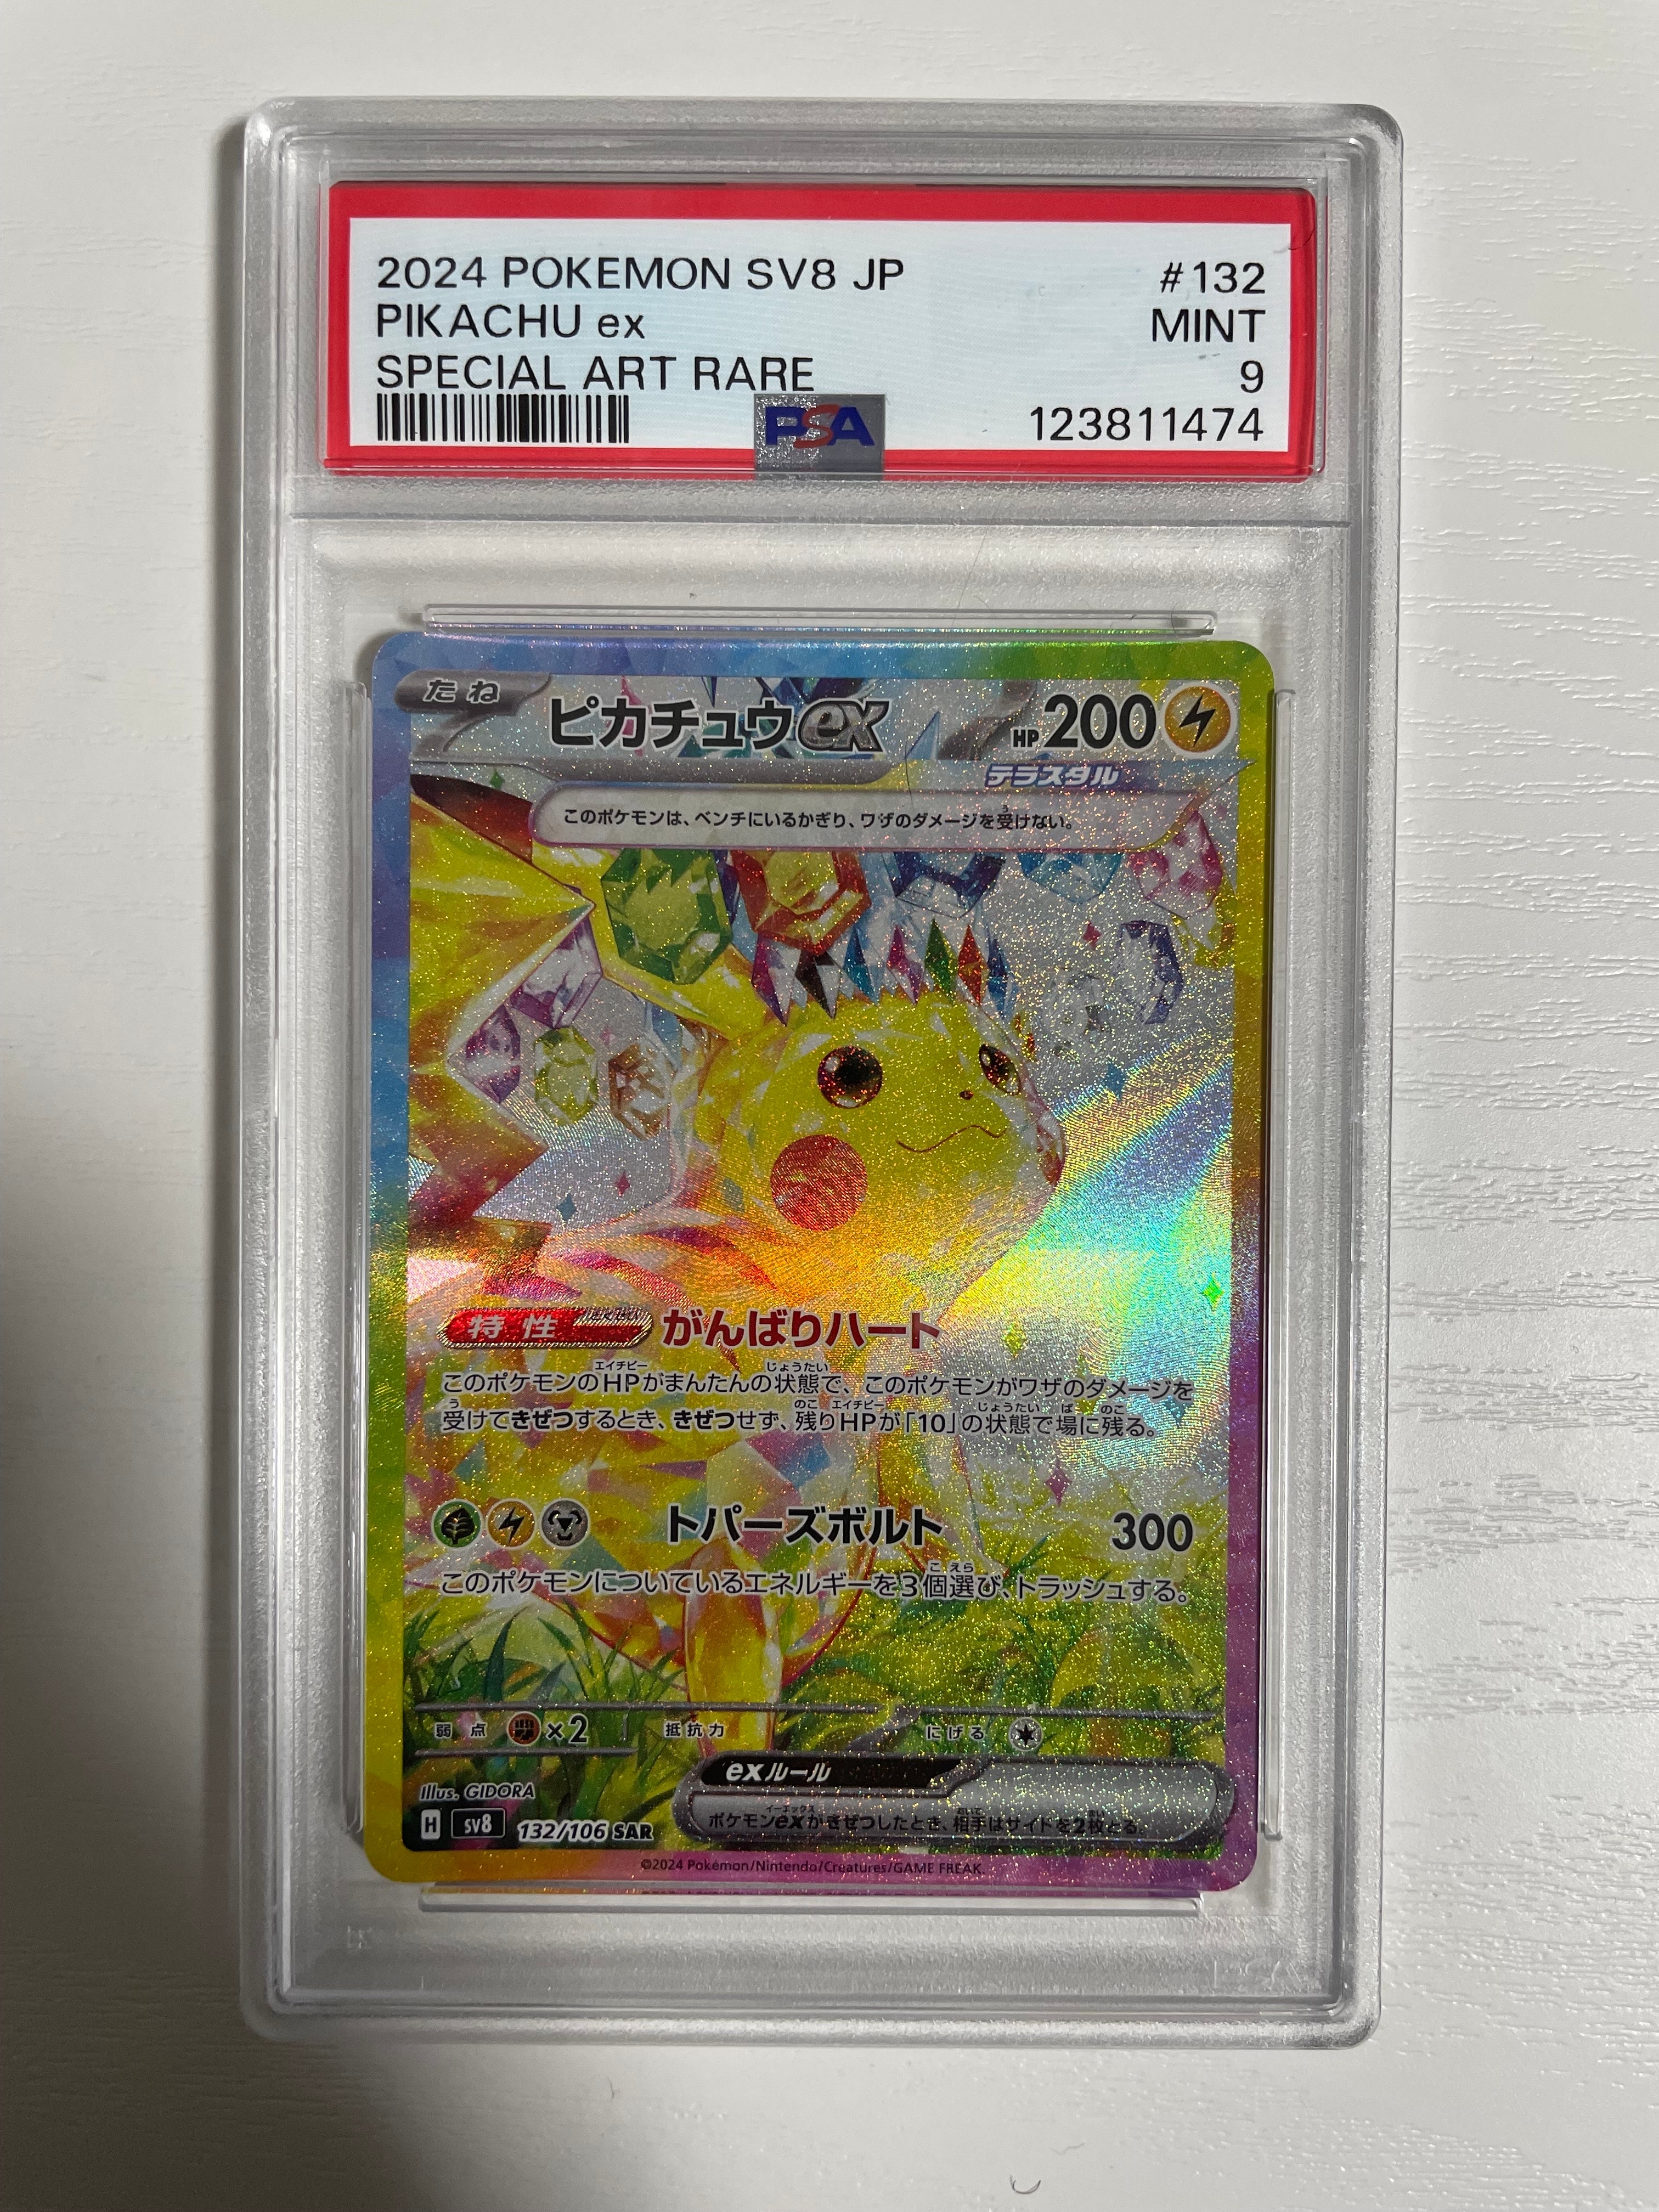 2024 POKEMON SV8 JP #132
PIKACHU ex MINT
SPECIAL ART RARE 9
PSA 123811474
たね ピカチュウex HP200
テラスタル
このポケモンは、ベンチにいるかぎり、ワザのダメージを受けない。
特性 がんばりハート
このポケモンのHPがまんたんの状態で、このポケモンがワザのダメージを
受けてきぜつするとき、きぜつせず、残りHPが「10」の状態で場に残る。
トパーズボルト 300
このポケモンについているエネルギーを3個選び、トラッシュする。
弱点 ×2 抵抗力 にげる
exルール
ポケモンexがきぜつしたとき、相手はサイドを2枚とる。
Illus. GIDORA
H sv8 132/106 SAR
©2024 Pokémon/Nintendo/Creatures/GAME FREAK.